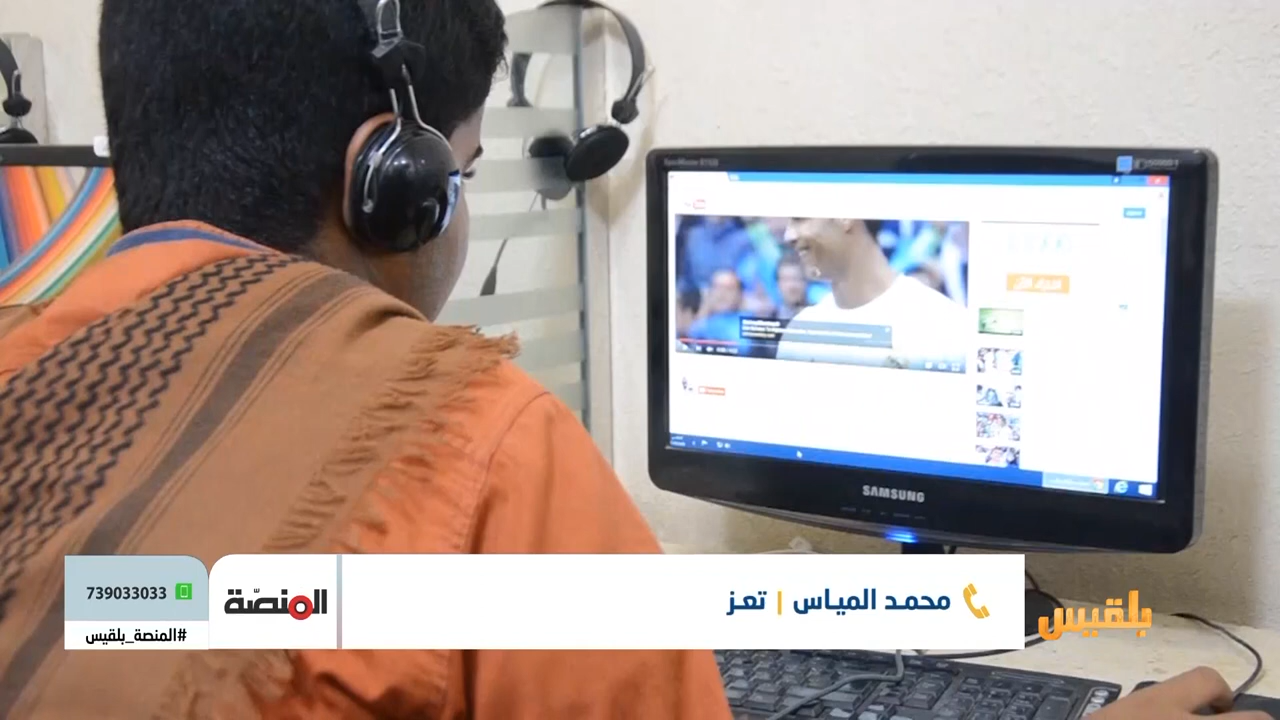 SAMSUNG
محمد المياس | تعز
المنصّة
739033033
#المنصة_بلقيس
بلقيس